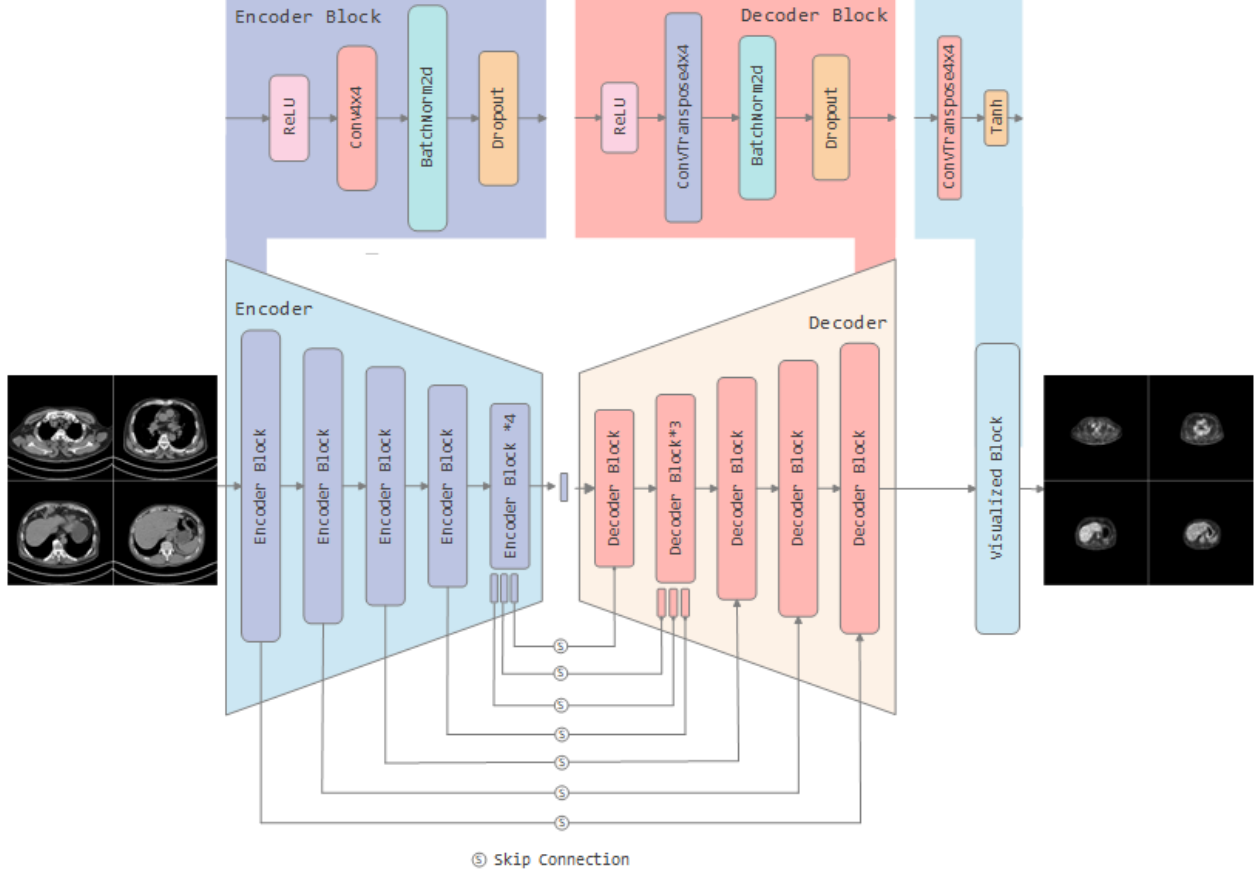 Encoder Block
ReLU
Conv4x4
BatchNorm2d
Dropout
Decoder Block
ReLU
ConvTranspose4x4
BatchNorm2d
Dropout
ConvTranspose4x4
Tanh
Encoder
Encoder Block
Encoder Block
Encoder Block
Encoder Block
Encoder Block *4
Decoder
Decoder Block
Decoder Block*3
Decoder Block
Decoder Block
Decoder Block
Visualized Block
S
S
S
S
S
S
S
S Skip Connection